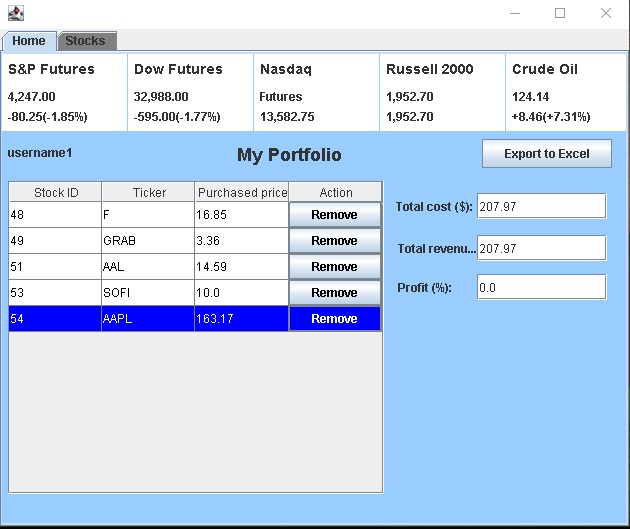 Home Stocks
S&P Futures Dow Futures Nasdaq Russell 2000 Crude Oil
4,247.00 32,988.00 Futures 1,952.70 124.14
-80.25(-1.85%) -595.00(-1.77%) 13,582.75 1,952.70 +8.46(+7.31%)
username1 My Portfolio Export to Excel
Stock ID Ticker Purchased price Action
48 F 16.85 Remove
49 GRAB 3.36 Remove
51 AAL 14.59 Remove
53 SOFI 10.0 Remove
54 AAPL 163.17 Remove
Total cost ($): 207.97
Total revenu... 207.97
Profit (%): 0.0